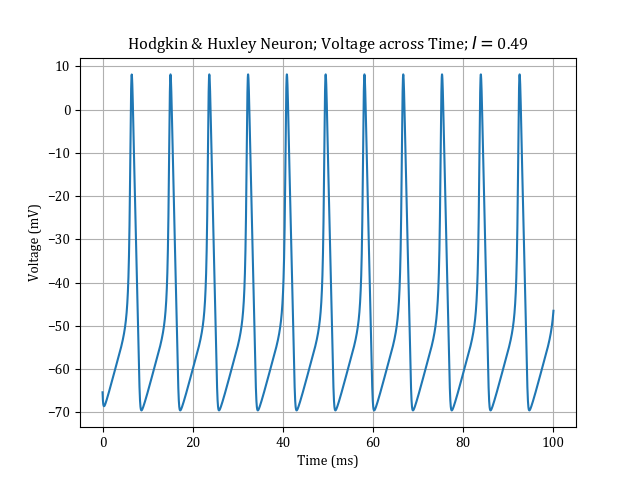 Hodgkin & Huxley Neuron; Voltage across Time; I = 0.49
10
0
−10
−20
−30
−40
−50
−60
−70
Voltage (mV)
0 20 40 60 80 100
Time (ms)